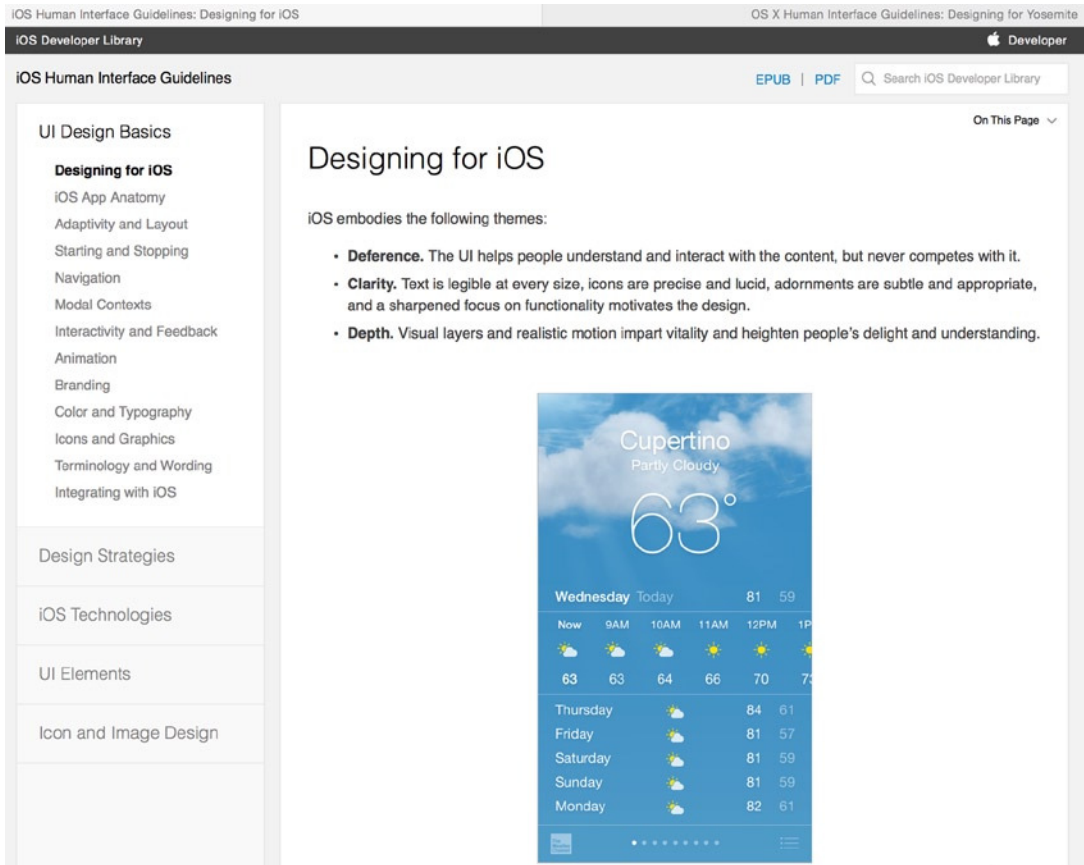 iOS Human Interface Guidelines: Designing for iOS
OS X Human Interface Guidelines: Designing for Yosemite
iOS Developer Library
Developer
iOS Human Interface Guidelines
EPUB | PDF
Search iOS Developer Library
UI Design Basics
Designing for iOS
iOS App Anatomy
Adaptivity and Layout
Starting and Stopping
Navigation
Modal Contexts
Interactivity and Feedback
Animation
Branding
Color and Typography
Icons and Graphics
Terminology and Wording
Integrating with iOS
Design Strategies
iOS Technologies
UI Elements
Icon and Image Design
On This Page
Designing for iOS
iOS embodies the following themes:
• Deference. The UI helps people understand and interact with the content, but never competes with it.
• Clarity. Text is legible at every size, icons are precise and lucid, adornments are subtle and appropriate,
and a sharpened focus on functionality motivates the design.
• Depth. Visual layers and realistic motion impart vitality and heighten people's delight and understanding.
Cupertino
Partly Cloudy
63°
Wednesday Today 81 59
Now 9AM 10AM 11AM 12PM 1P
63 63 64 66 70
Thursday 84 61
Friday 81 57
Saturday 81 59
Sunday 81 59
Monday 82 61